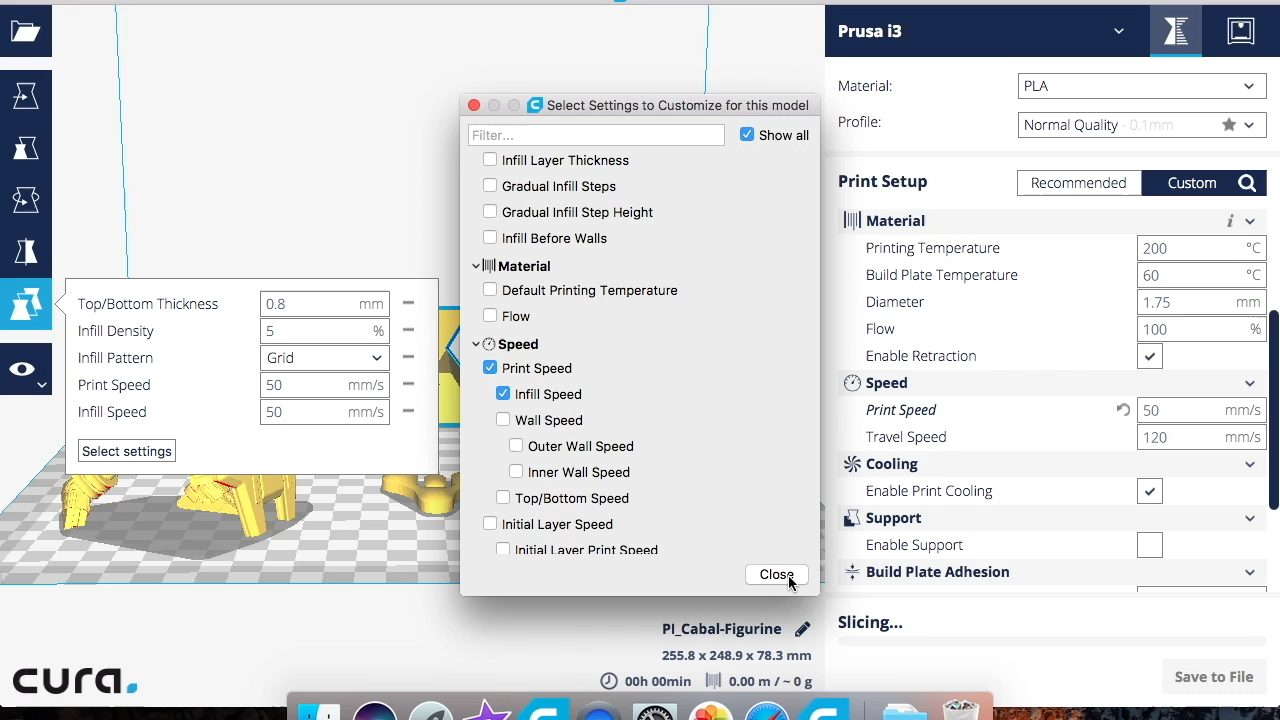 Prusa i3
Material:
PLA
Profile:
Normal Quality - 0.1mm
Print Setup
Recommended
Custom
Material
Printing Temperature
200 °C
Build Plate Temperature
60 °C
Diameter
1.75 mm
Flow
100 %
Enable Retraction
Speed
Print Speed
50 mm/s
Travel Speed
120 mm/s
Cooling
Enable Print Cooling
Support
Enable Support
Build Plate Adhesion
Slicing...
Save to File
Select Settings to Customize for this model
Filter...
Show all
Infill Layer Thickness
Gradual Infill Steps
Gradual Infill Step Height
Infill Before Walls
Material
Default Printing Temperature
Flow
Speed
Print Speed
Infill Speed
Wall Speed
Outer Wall Speed
Inner Wall Speed
Top/Bottom Speed
Initial Layer Speed
Initial Layer Print Speed
Close
Top/Bottom Thickness
0.8 mm
Infill Density
5 %
Infill Pattern
Grid
Print Speed
50 mm/s
Infill Speed
50 mm/s
Select settings
PI_Cabal-Figurine
255.8 x 248.9 x 78.3 mm
00h 00min
0.00 m / ~ 0 g
cura.